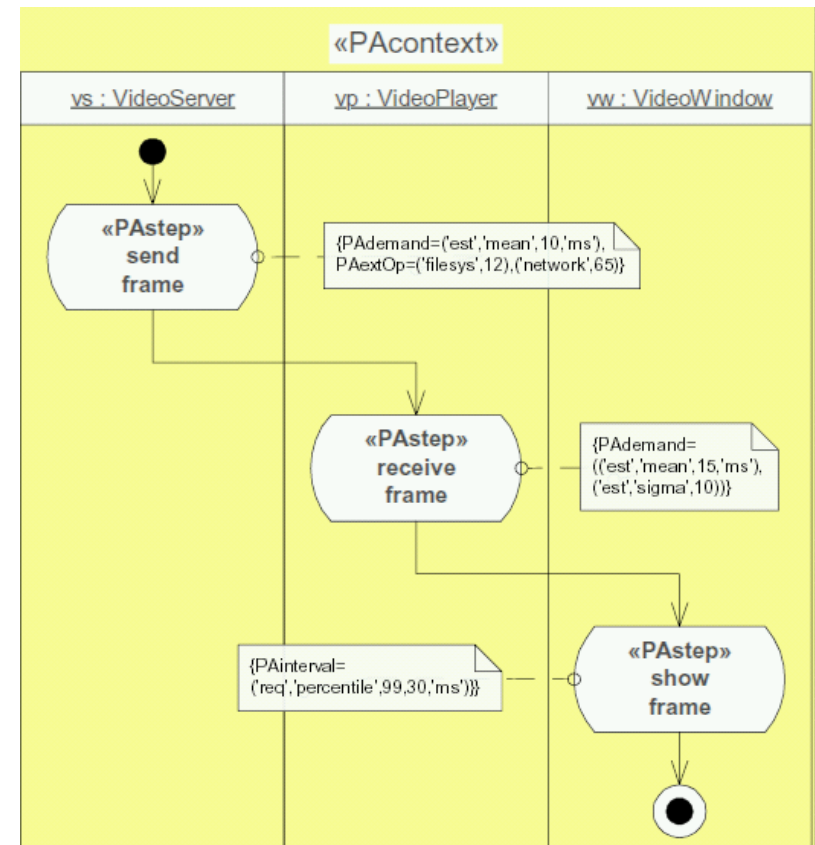 «PAcontext»
vs : VideoServer
vp : VideoPlayer
vw : VideoWindow
«PAstep»
send
frame
{PAdemand=('est','mean',10,'ms'),
PAextOp=('filesys',12),('network',65)}
«PAstep»
receive
frame
{PAdemand=
(('est','mean',15,'ms'),
('est','sigma',10))}
{PAinterval=
('req','percentile',99,30,'ms')}}
«PAstep»
show
frame